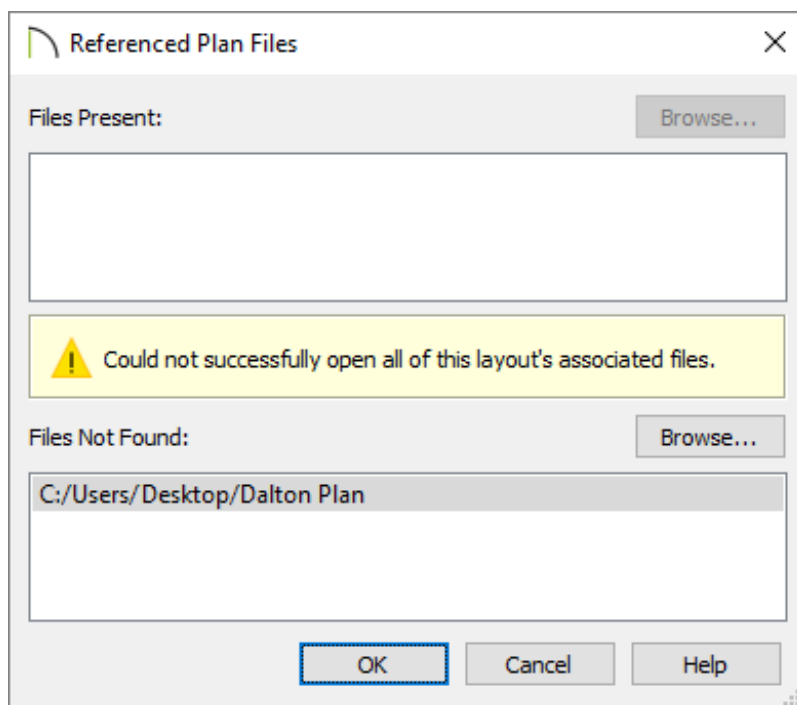 Referenced Plan Files
Files Present:
Browse...
Could not successfully open all of this layout's associated files.
Files Not Found:
Browse...
C:/Users/Desktop/Dalton Plan
OK
Cancel
Help